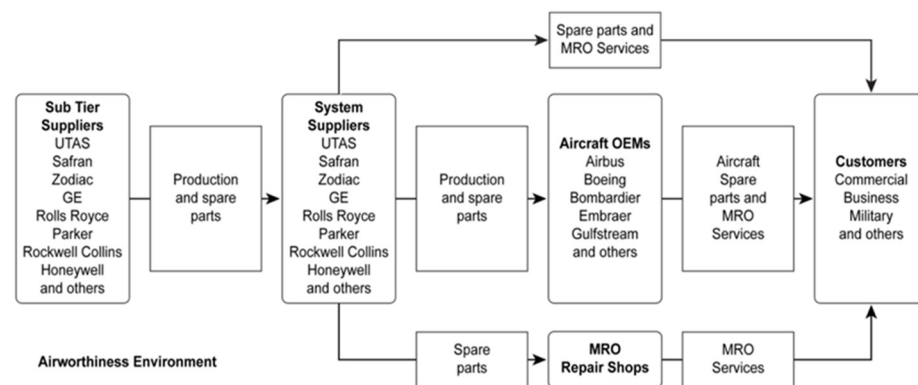 Spare parts and
MRO Services
Sub Tier
Suppliers
UTAS
Safran
Zodiac
GE
Rolls Royce
Parker
Rockwell Collins
Honeywell
and others
Production
and spare
parts
System
Suppliers
UTAS
Safran
Zodiac
GE
Rolls Royce
Parker
Rockwell Collins
Honeywell
and others
Production
and spare
parts
Aircraft OEMs
Airbus
Boeing
Bombardier
Embraer
Gulfstream
and others
Aircraft
Spare
parts and
MRO
Services
Customers
Commercial
Business
Military
and others
Airworthiness Environment
Spare
parts
MRO
Repair Shops
MRO
Services